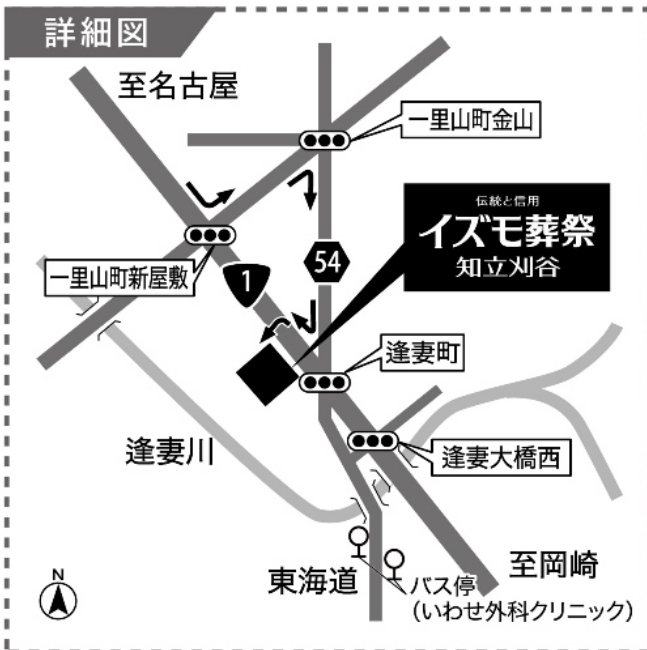 詳細図
至名古屋
一里山町金山
伝統と信用
イズモ葬祭
知立刈谷
54
一里山町新屋敷
1
逢妻町
逢妻川
逢妻大橋西
N
東海道
至岡崎
バス停
(いわせ外科クリニック)